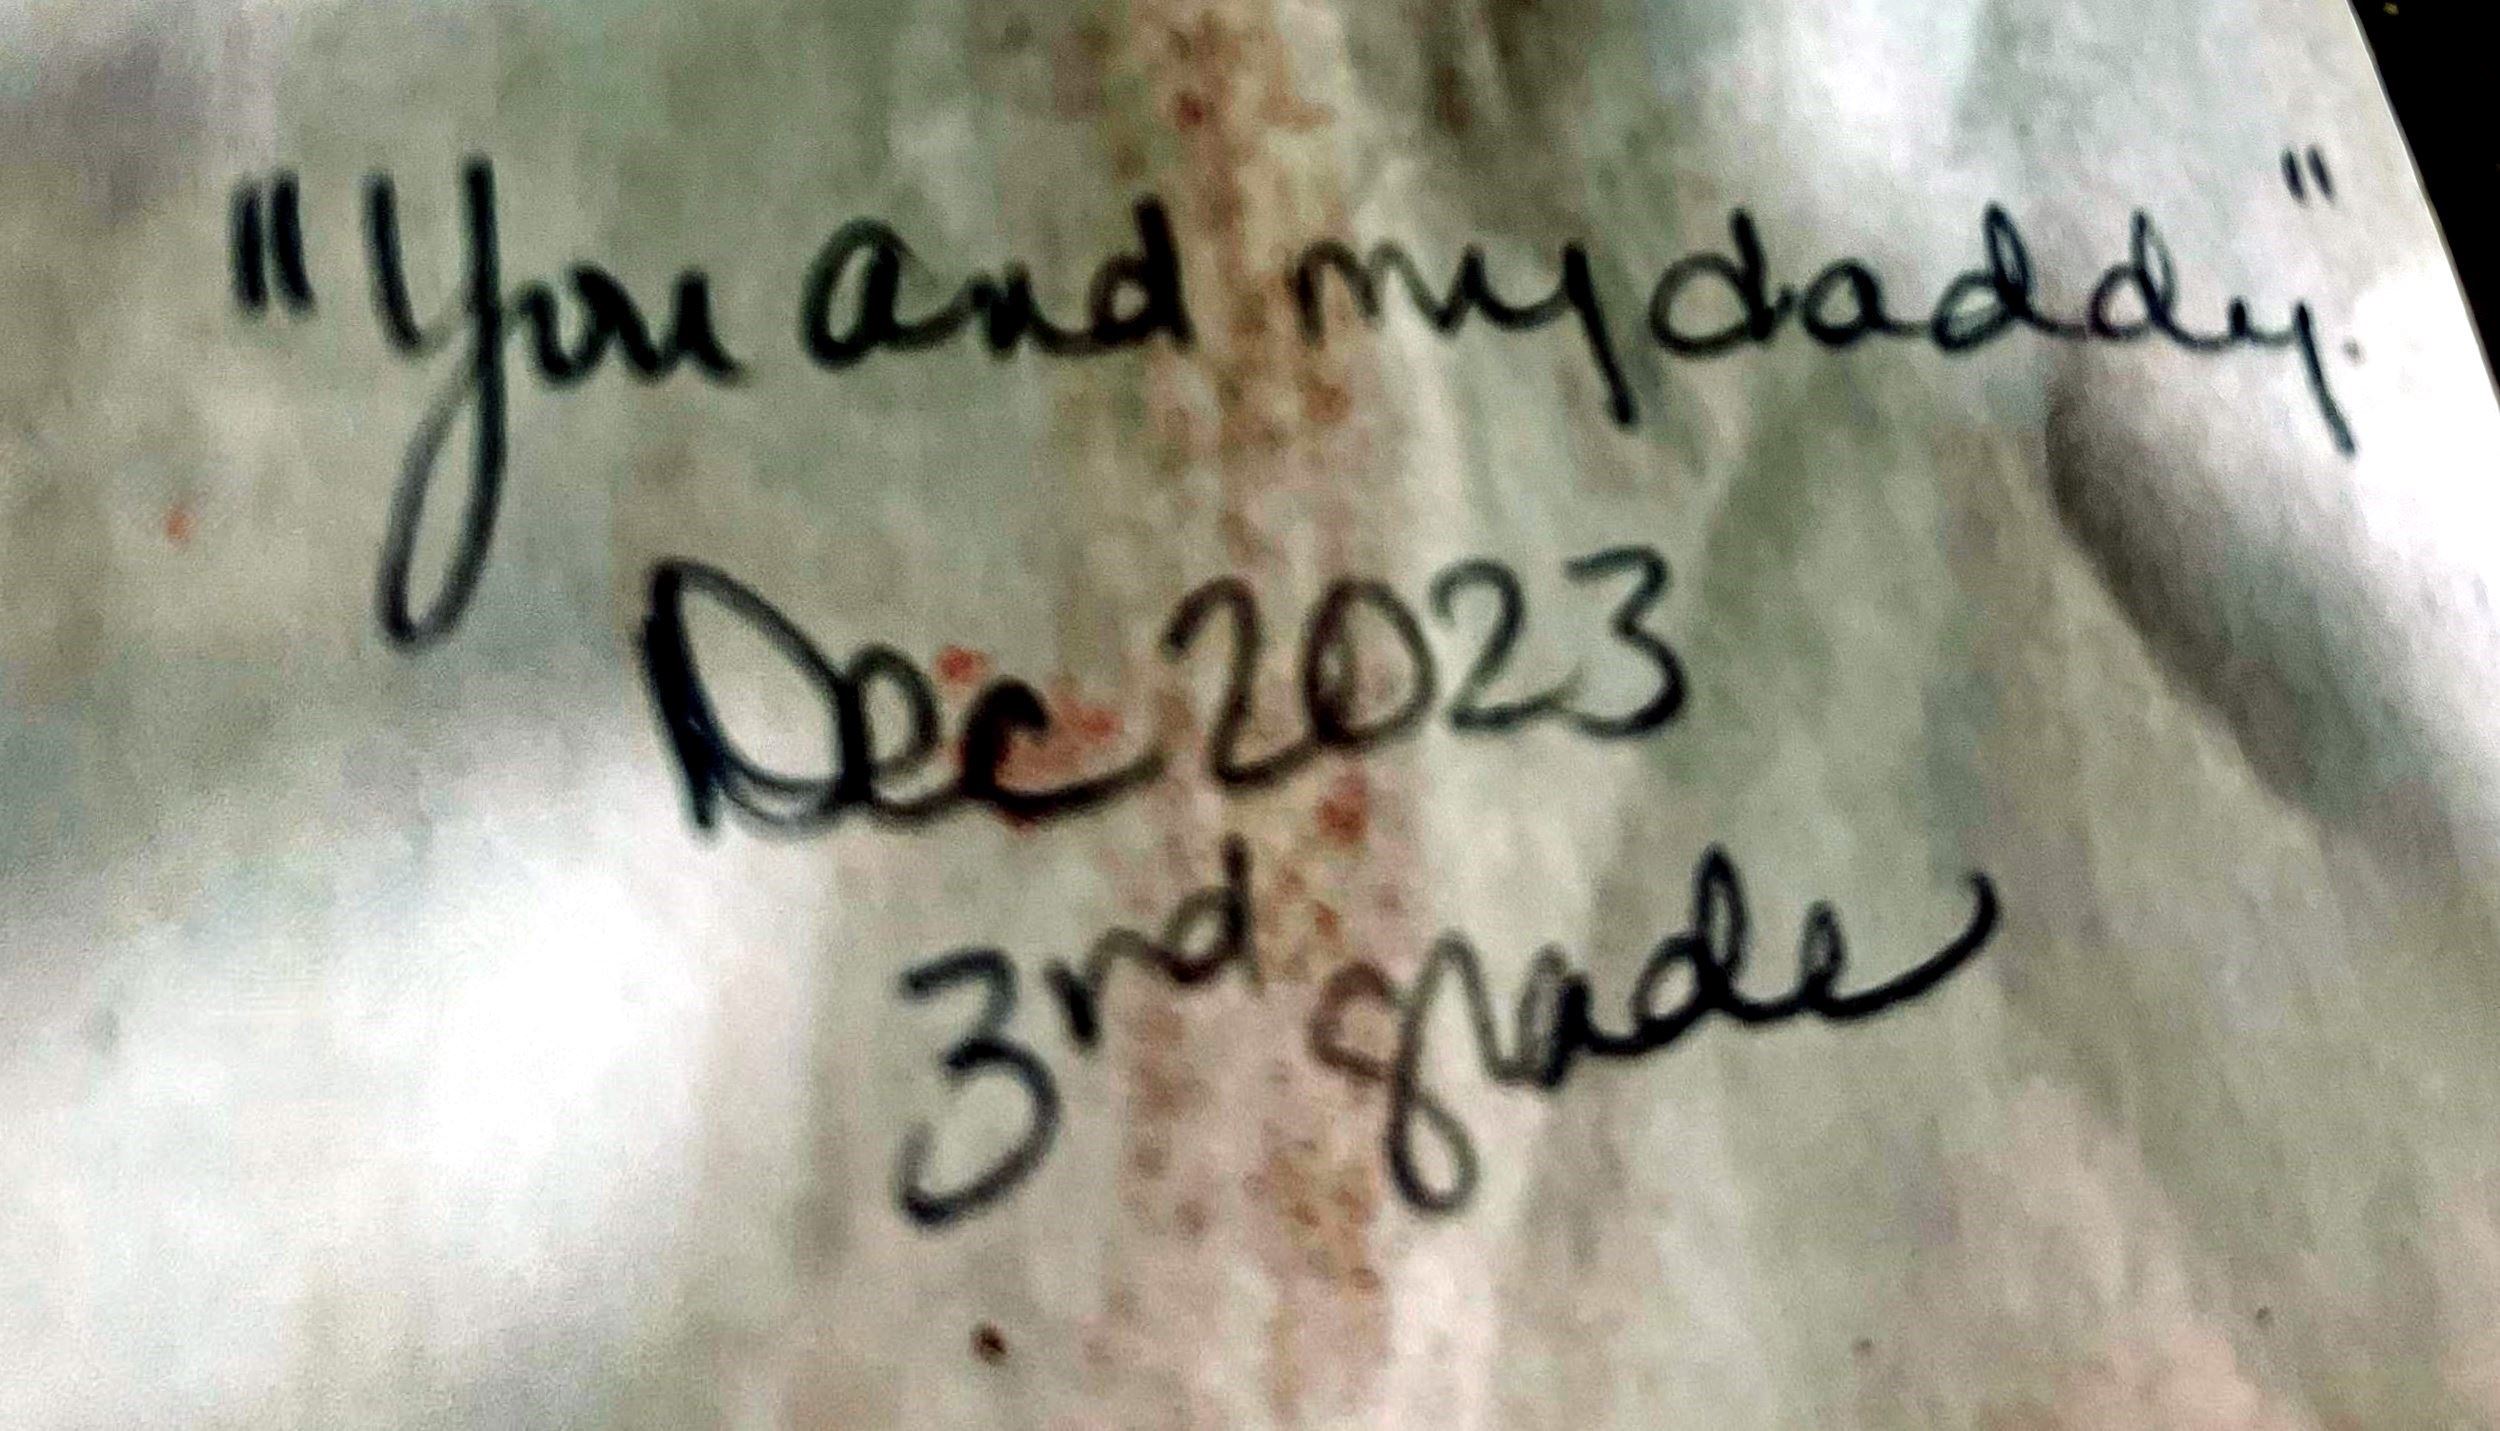 "You and my daddy."
Dec 2023
3rd grade